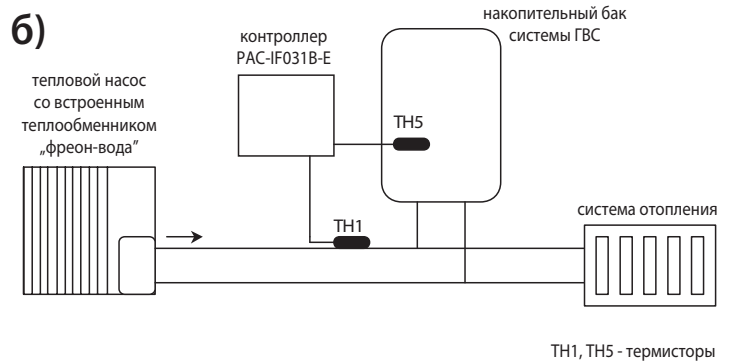 б)
контроллер
PAC-IF031B-E
накопительный бак
системы ГВС
тепловой насос
со встроенным
теплообменником
„фреон-вода”
TH5
TH1
система отопления
TH1, TH5 - термисторы